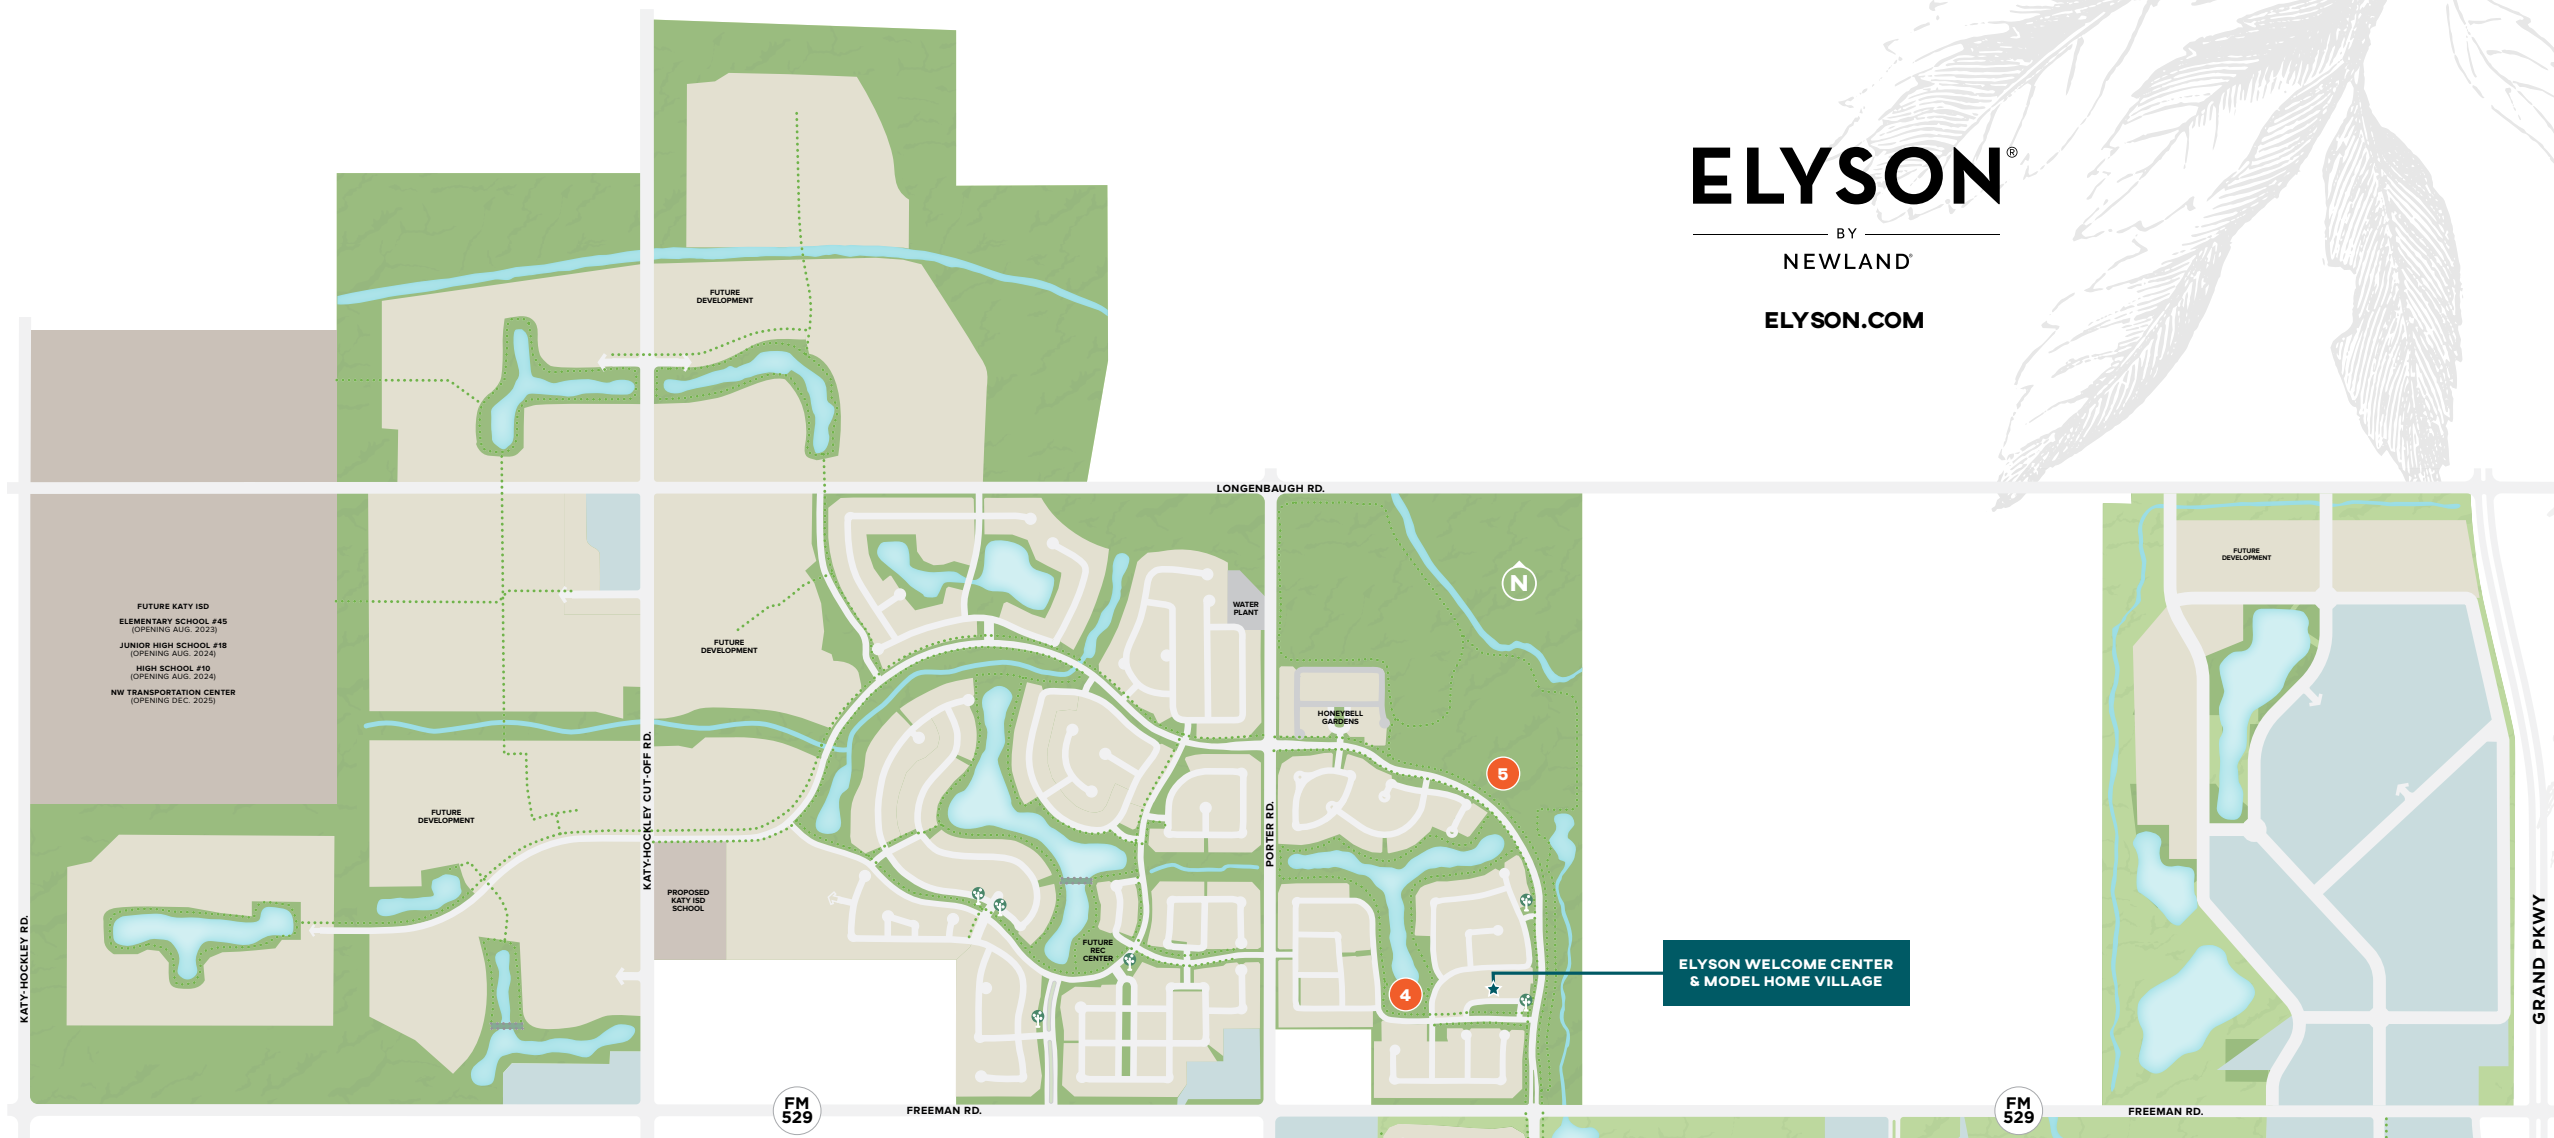 ELYSON®
BY
NEWLAND®
ELYSON.COM
FUTURE
DEVELOPMENT
LONGENBAUGH RD.
FUTURE
DEVELOPMENT
N
WATER
PLANT
FUTURE KATY ISD
ELEMENTARY SCHOOL #45
(OPENING AUG. 2023)
JUNIOR HIGH SCHOOL #18
(OPENING AUG. 2024)
HIGH SCHOOL #10
(OPENING AUG. 2024)
NW TRANSPORTATION CENTER
(OPENING DEC. 2025)
FUTURE
DEVELOPMENT
HONEYBELL
GARDENS
5
KATY-HOCKLEY CUT-OFF RD.
FUTURE
DEVELOPMENT
PORTER RD.
PROPOSED
KATY ISD
SCHOOL
FUTURE
REC
CENTER
KATY-HOCKLEY RD.
4
ELYSON WELCOME CENTER
& MODEL HOME VILLAGE
GRAND PKWY
FM
529
FREEMAN RD.
FM
529
FREEMAN RD.